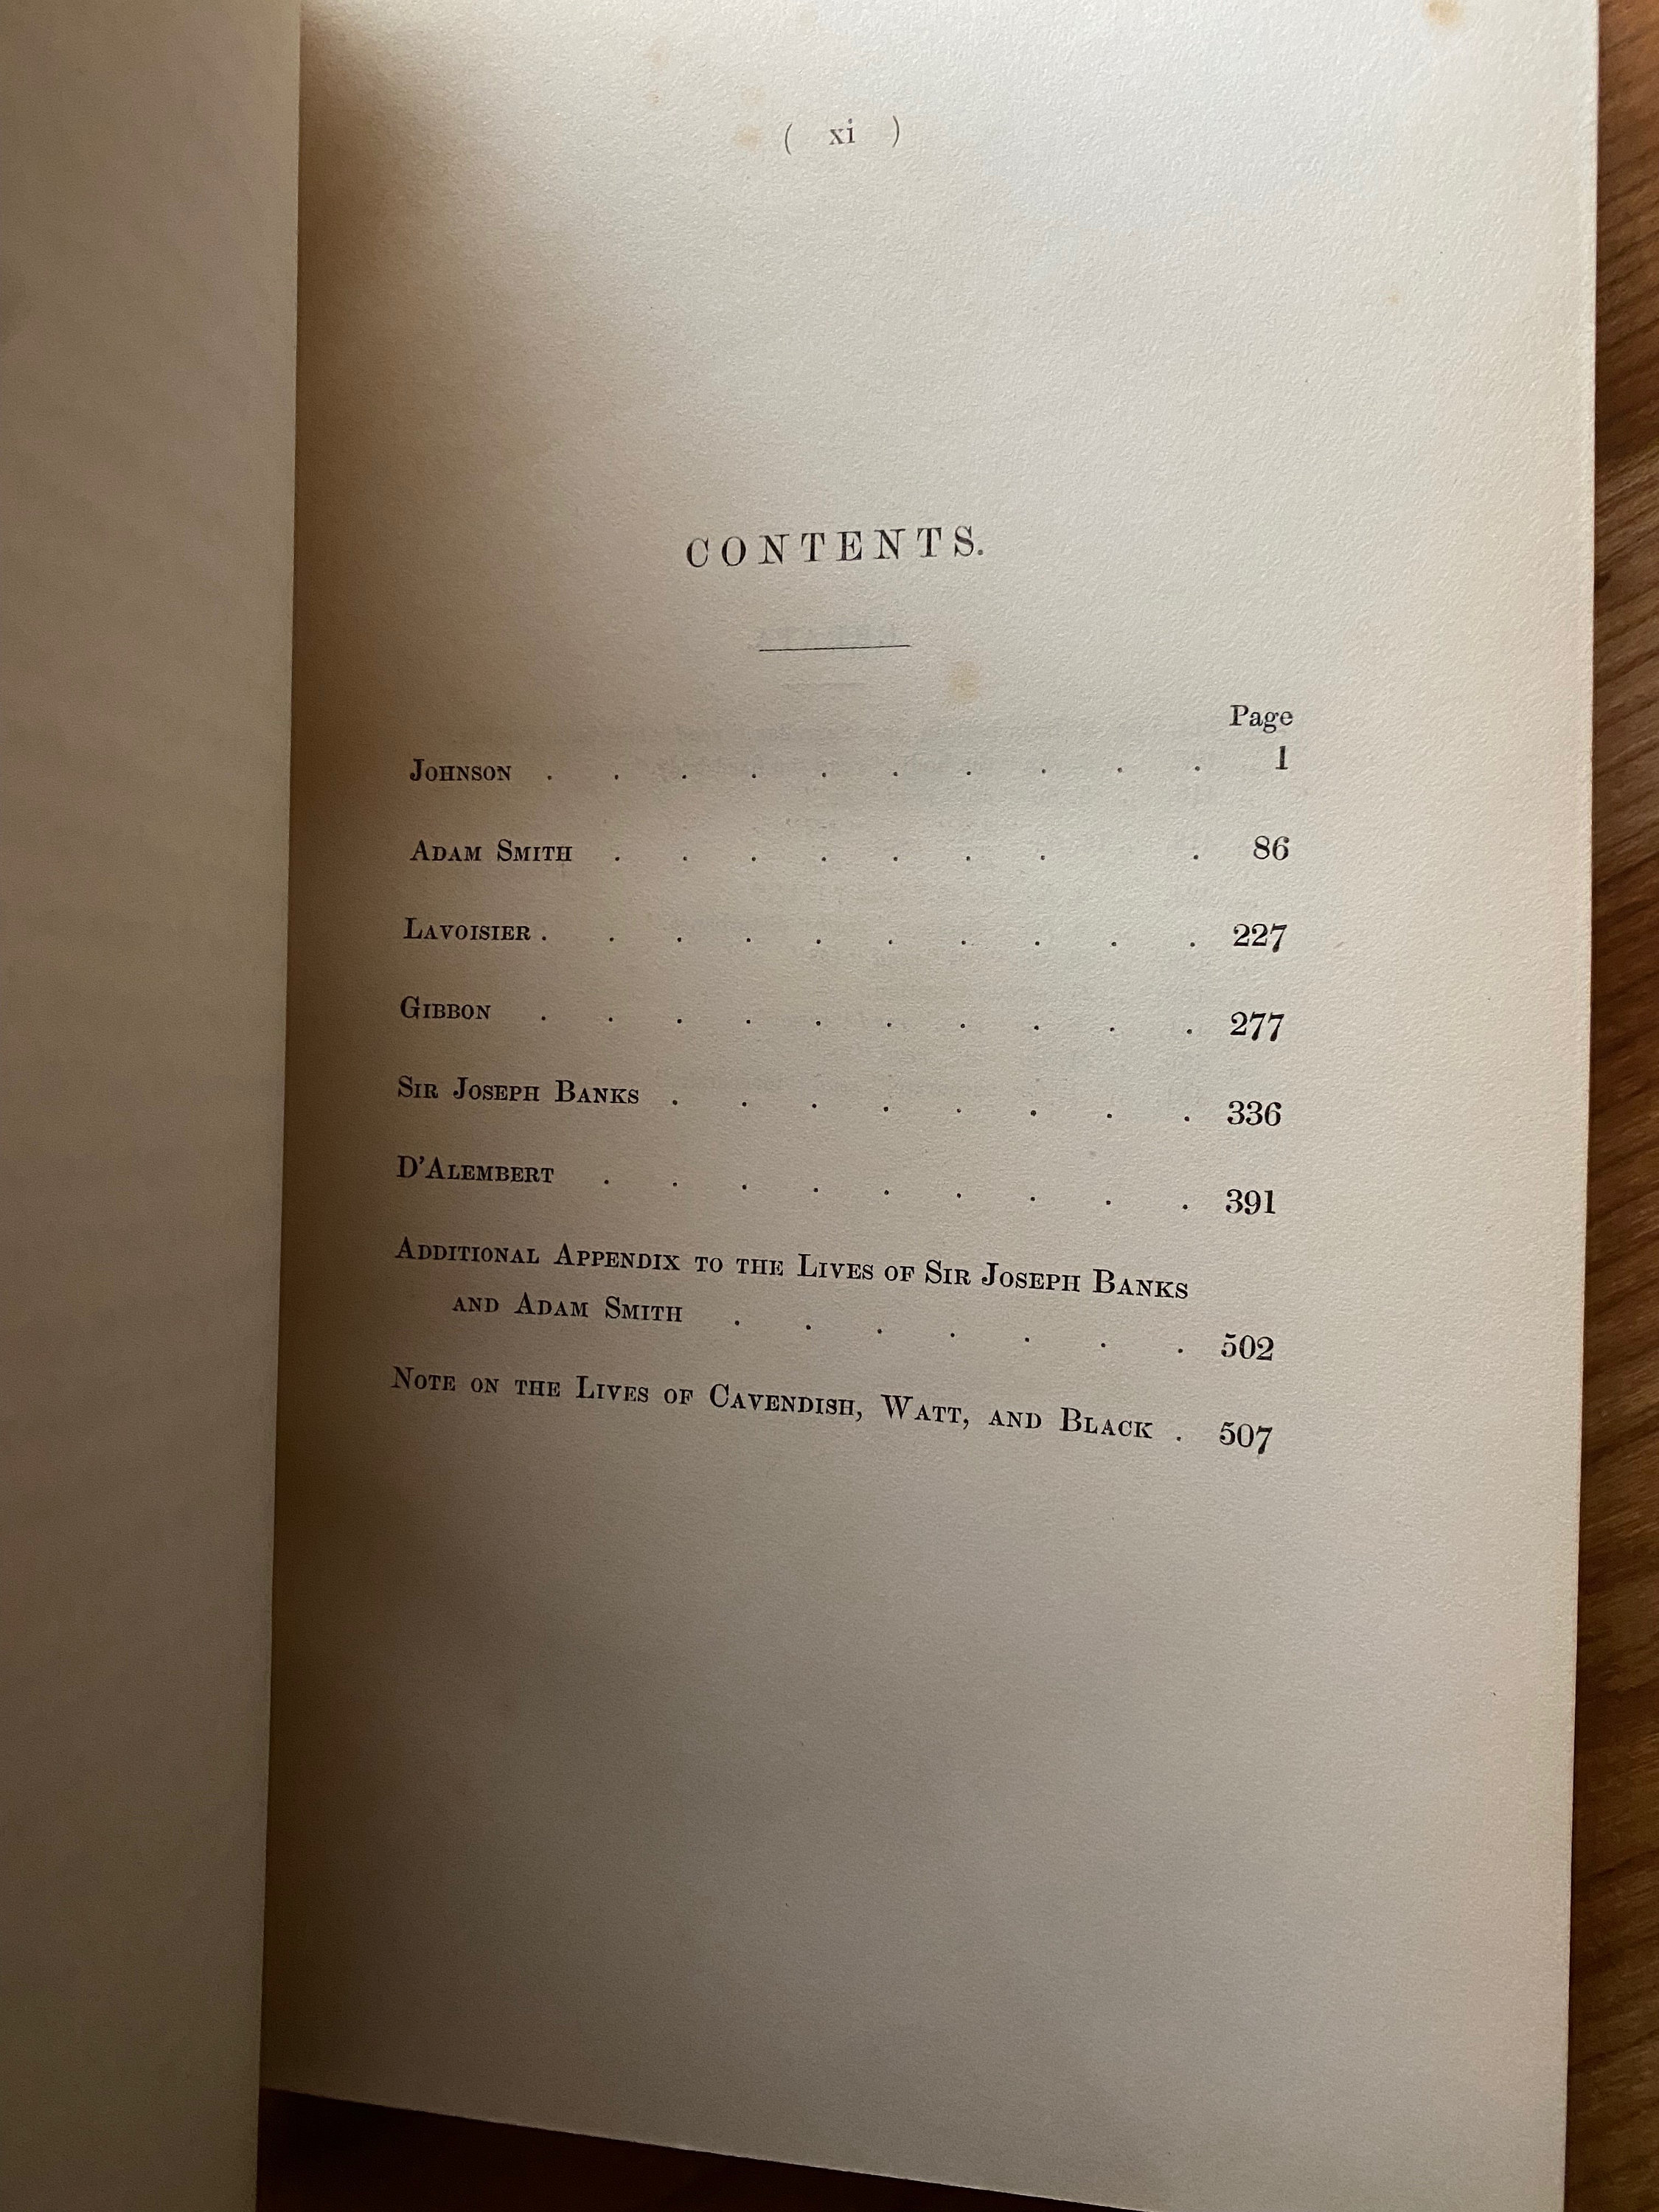 ( xi )
CONTENTS.
Page
JOHNSON . . . . . . . . . . 1
ADAM SMITH . . . . . . . . 86
LAVOISIER . . . . . . . . . . 227
GIBBON . . . . . . . . . . 277
SIR JOSEPH BANKS . . . . . . . . 336
D'ALEMBERT . . . . . . . . . 391
ADDITIONAL APPENDIX TO THE LIVES OF SIR JOSEPH BANKS
AND ADAM SMITH . . . . . . . 502
NOTE ON THE LIVES OF CAVENDISH, WATT, AND BLACK . 507